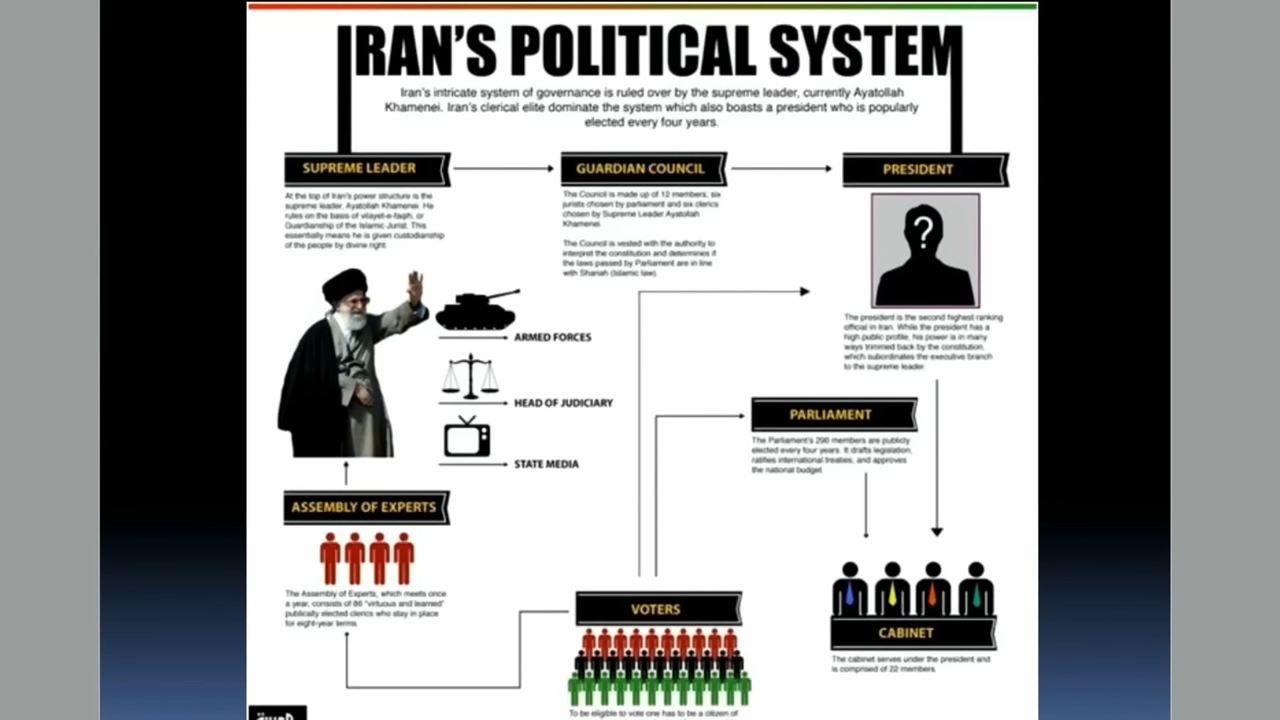 IRAN'S POLITICAL SYSTEM
Iran's intricate system of governance is ruled over by the supreme leader, currently Ayatollah
Khamenei. Iran's clerical elite dominate the system which also boasts a president who is popularly
elected every four years.
SUPREME LEADER
At the top of Iran's power structure is the
supreme leader, Ayatollah Khamenei. He
rules on the basis of vilayet-e-faqih, or
Guardianship of the Islamic Jurist. This
essentially means he is given custodianship
of the people by divine right.
GUARDIAN COUNCIL
The Council is made up of 12 members, six
jurists chosen by parliament and six clerics
chosen by Supreme Leader Ayatollah
Khamenei.
The Council is vested with the authority to
interpret the constitution and determines if
the laws passed by Parliament are in line
with Shariah (Islamic law).
PRESIDENT
?
The president is the second highest ranking
official in Iran. While the president has a
high public profile, his power is in many
ways trimmed back by the constitution,
which subordinates the executive branch
to the supreme leader.
ARMED FORCES
HEAD OF JUDICIARY
STATE MEDIA
PARLIAMENT
The Parliament's 290 members are publicly
elected every four years. It drafts legislation,
ratifies international treaties, and approves
the national budget.
ASSEMBLY OF EXPERTS
The Assembly of Experts, which meets once
a year, consists of 86 "virtuous and learned"
publically elected clerics who stay in place
for eight-year terms.
VOTERS
To be eligible to vote one has to be a citizen of
CABINET
The cabinet serves under the president and
is comprised of 22 members.